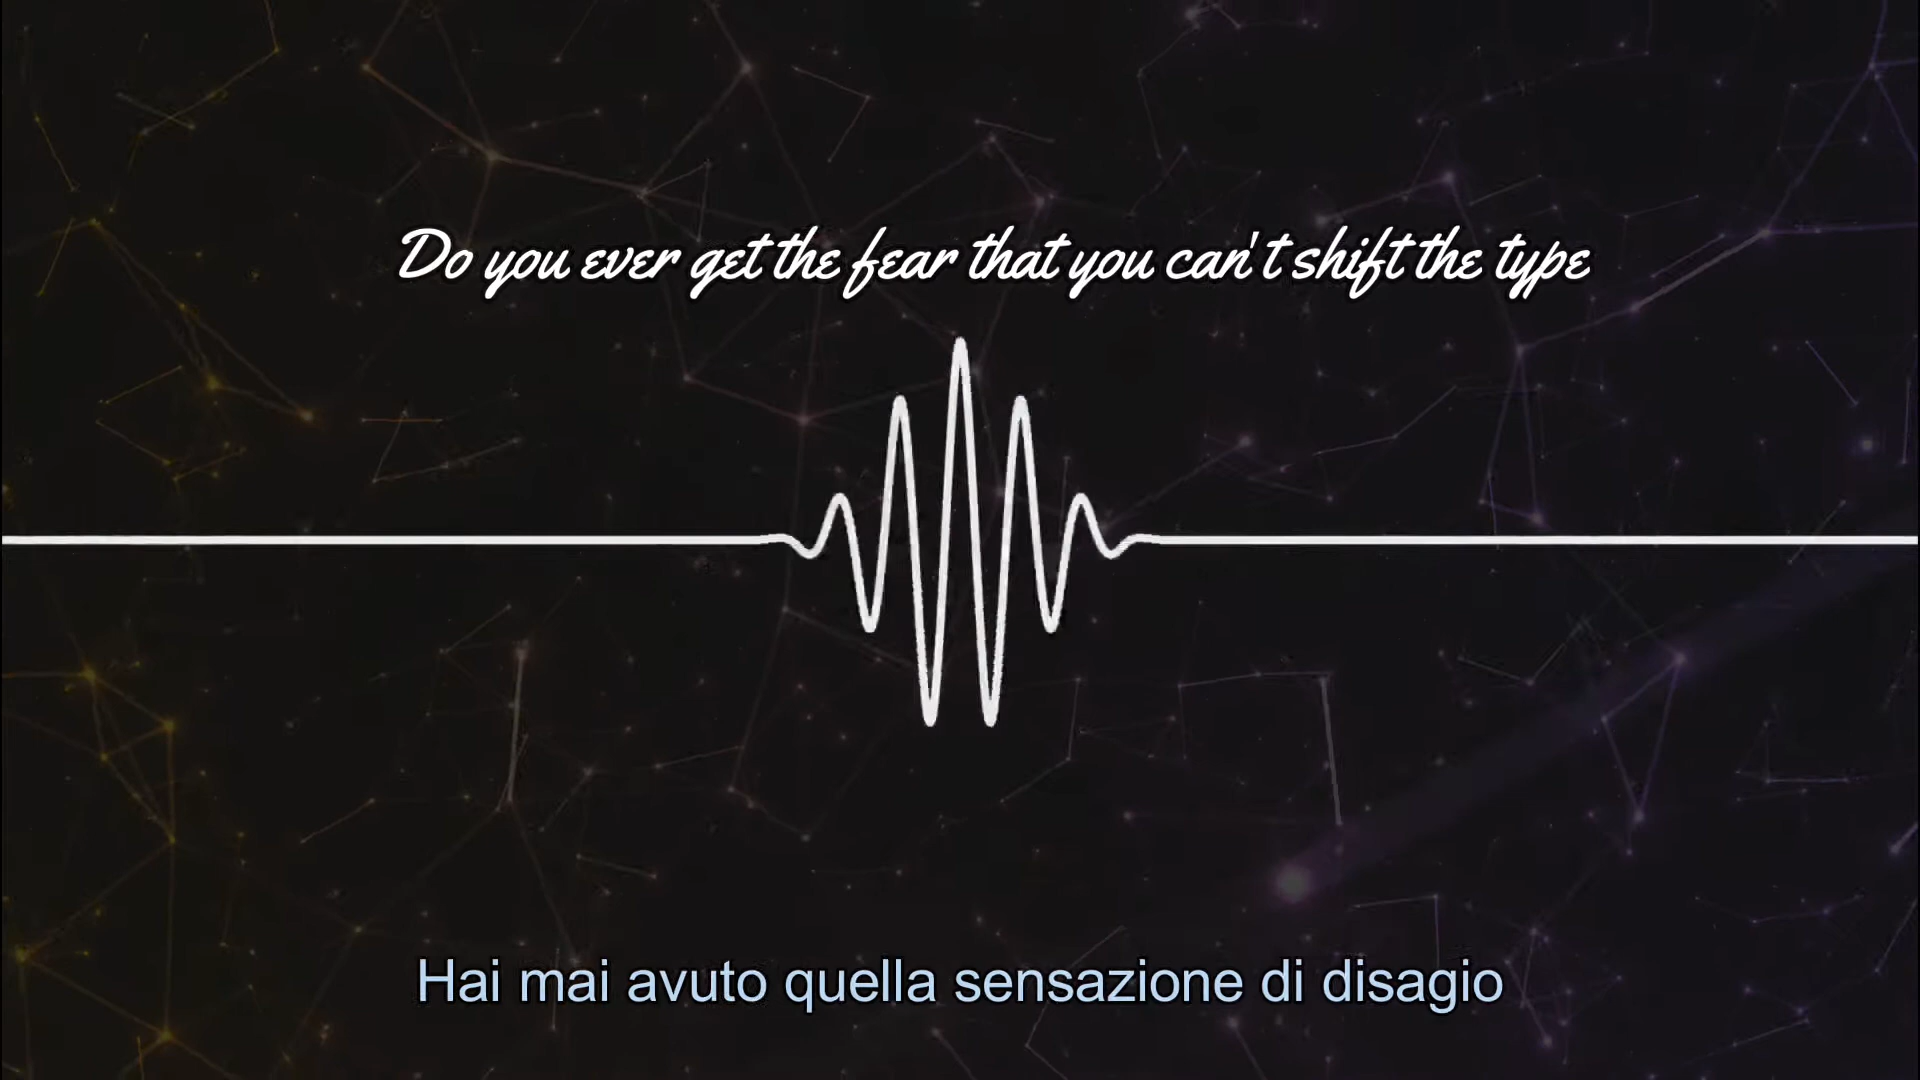 Do you ever get the fear that you can't shift the type
Hai mai avuto quella sensazione di disagio